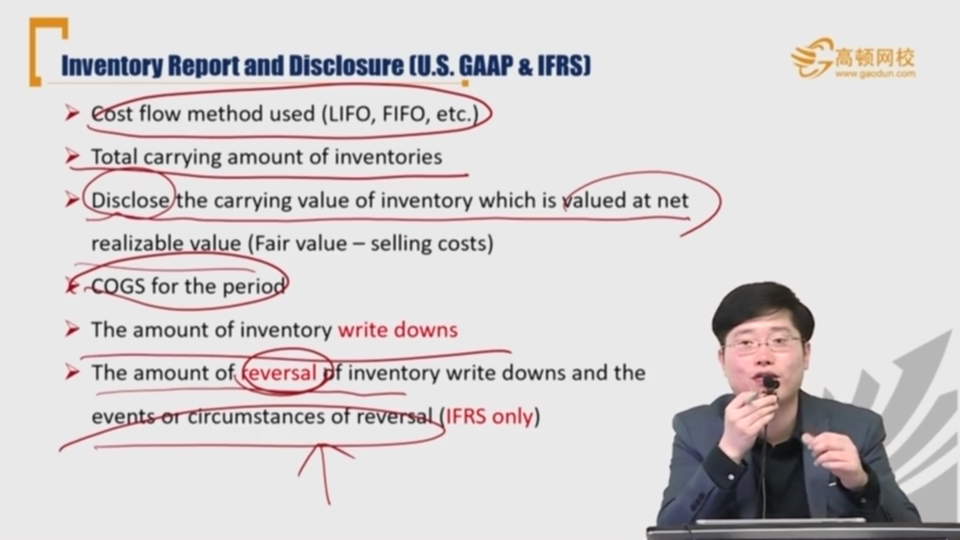 Inventory Report and Disclosure (U.S. GAAP & IFRS)
高顿网校
www.gaodun.com
Cost flow method used (LIFO, FIFO, etc.)
Total carrying amount of inventories
Disclose the carrying value of inventory which is valued at net
realizable value (Fair value – selling costs)
COGS for the period
The amount of inventory write downs
The amount of reversal of inventory write downs and the
events or circumstances of reversal (IFRS only)